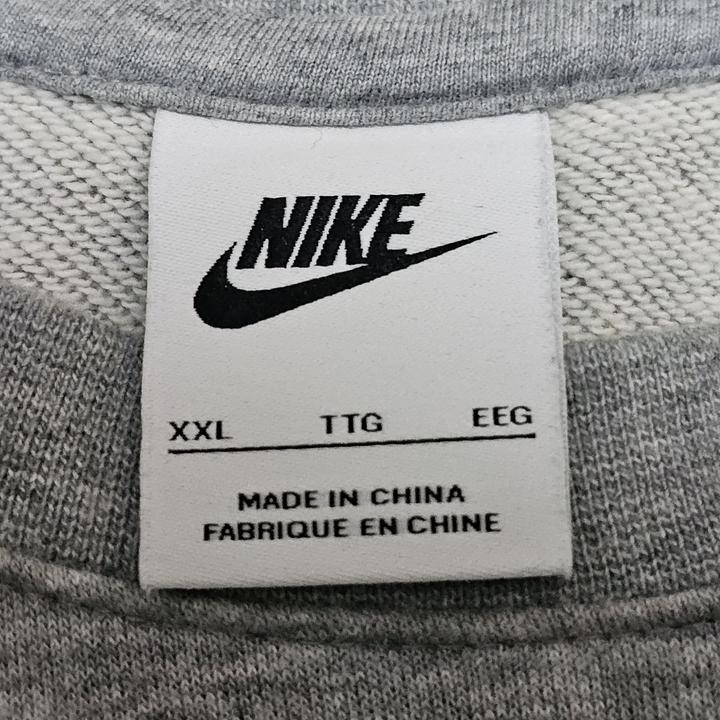 NIKE
XXL TTG EEG
MADE IN CHINA
FABRIQUE EN CHINE